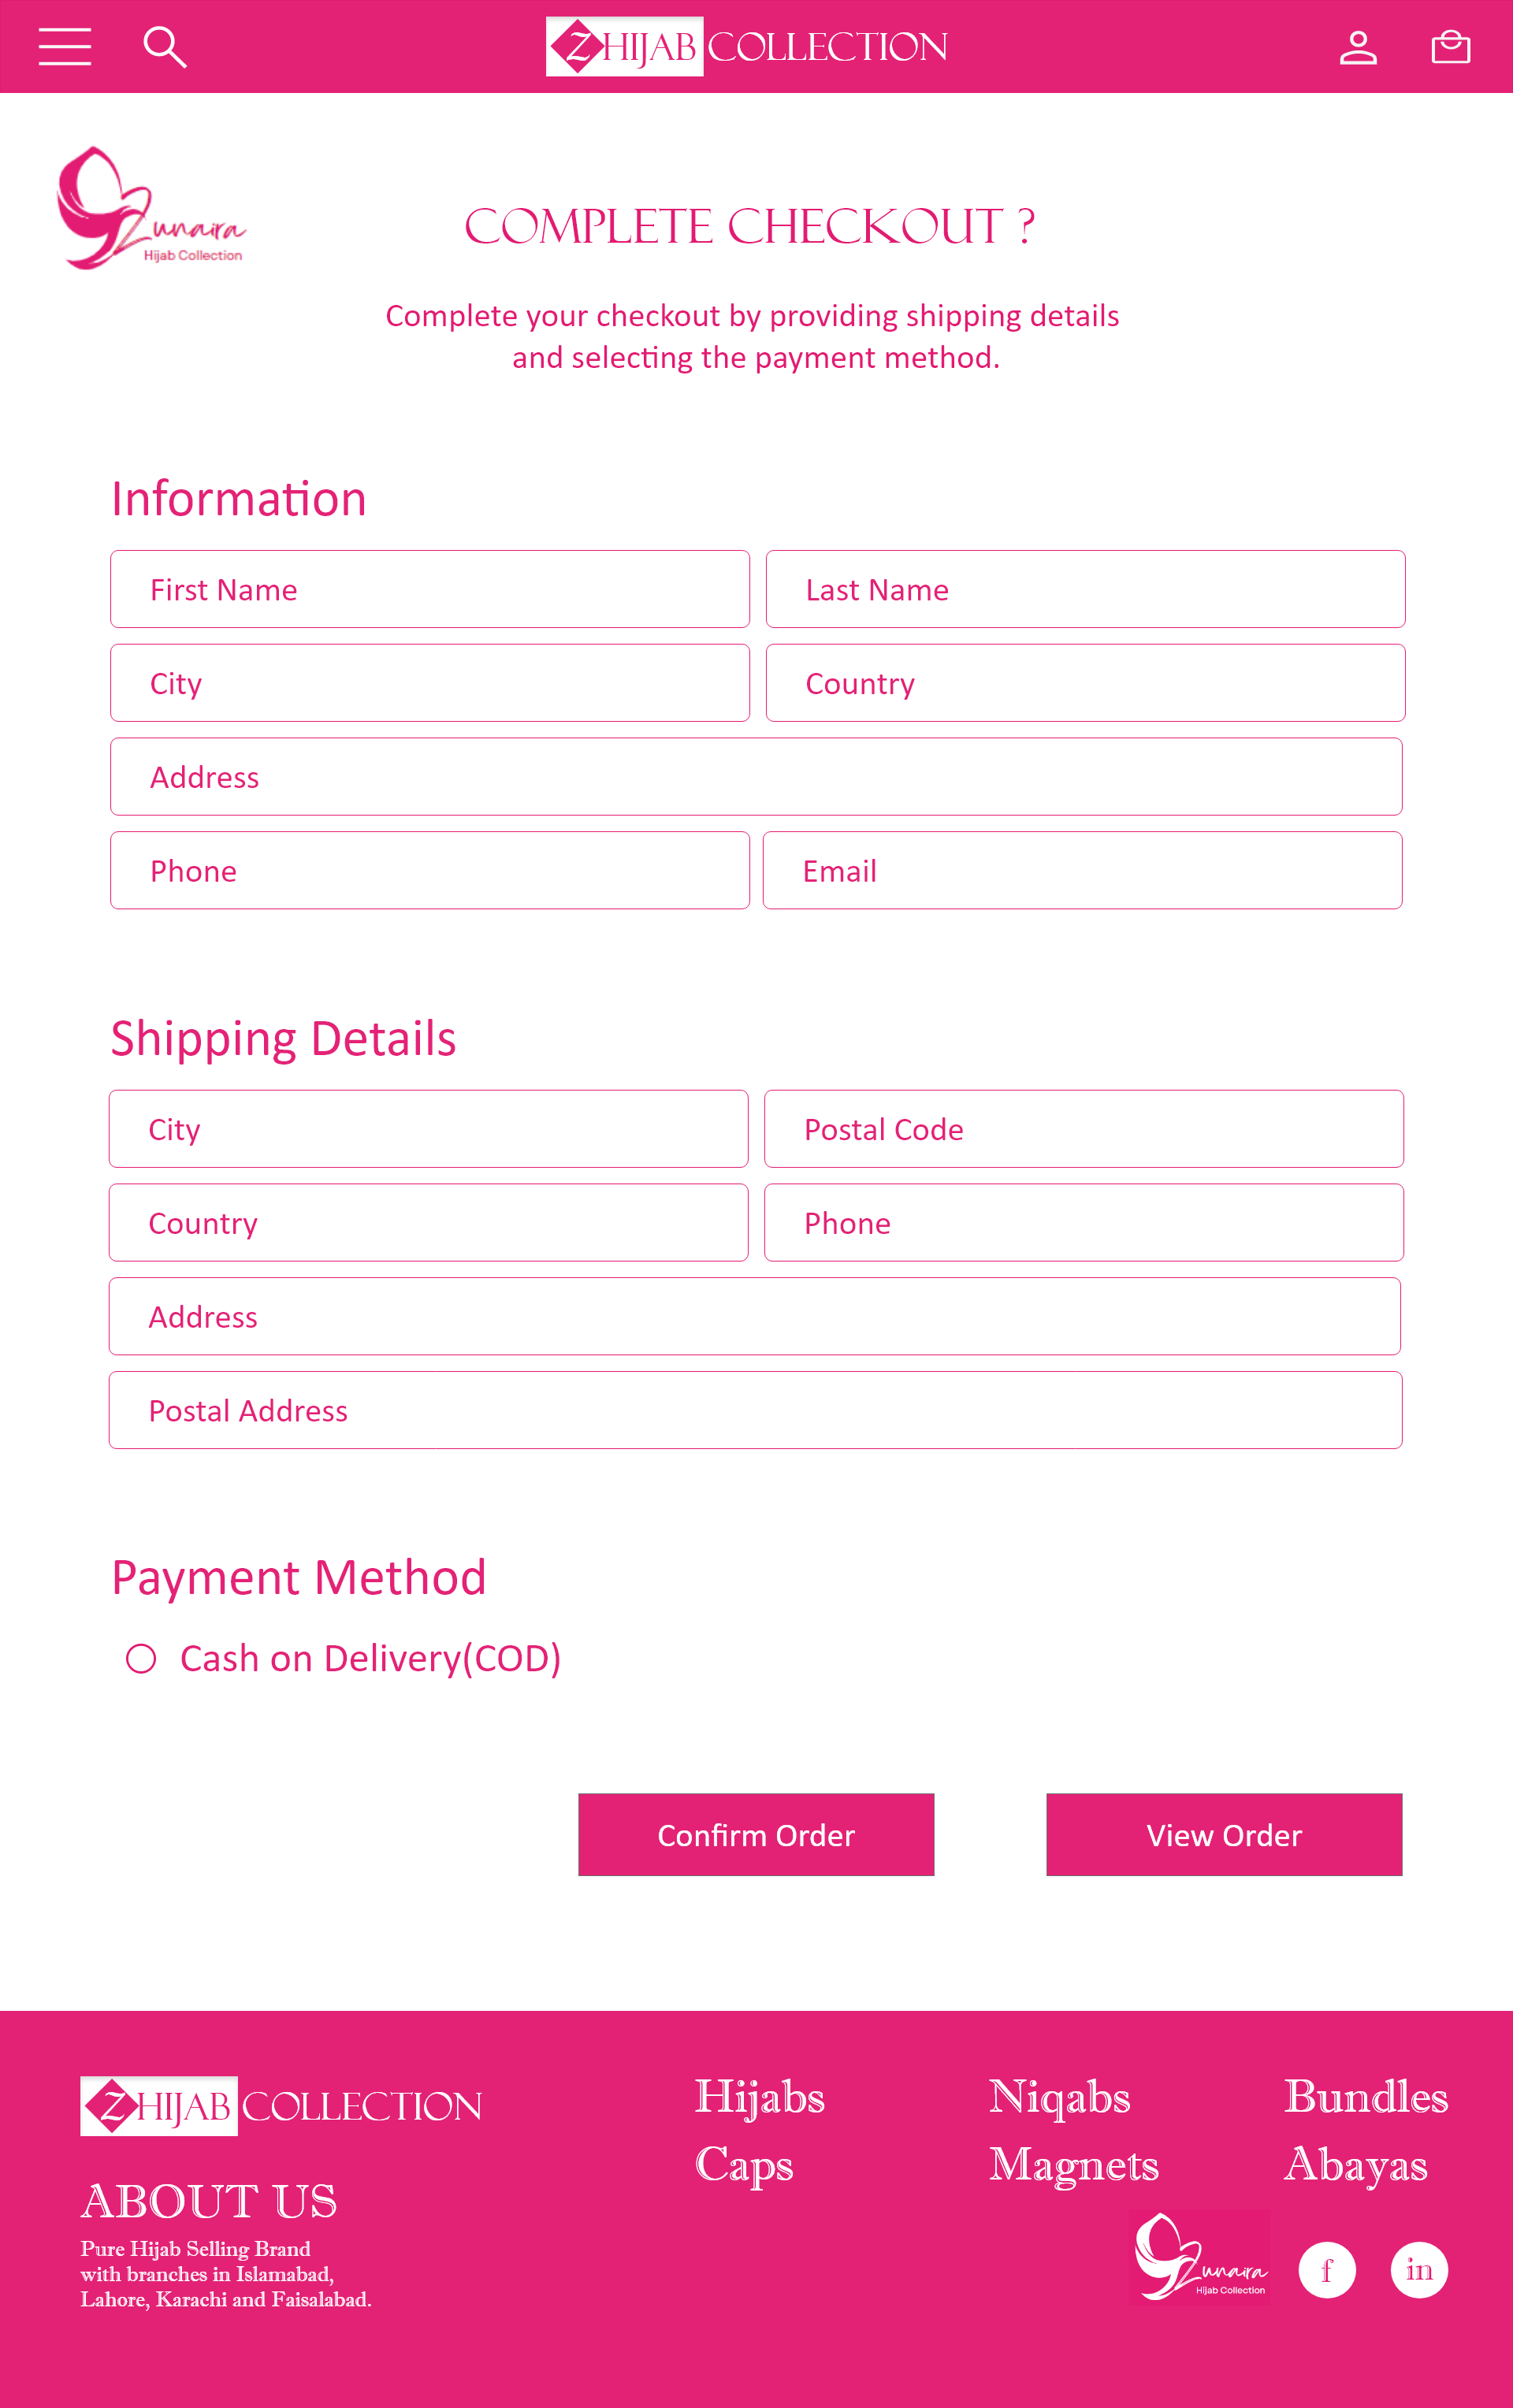 Z HIJAB COLLECTION
Zunaira
Hijab Collection
COMPLETE CHECKOUT ?
Complete your checkout by providing shipping details
and selecting the payment method.
Information
First Name
Last Name
City
Country
Address
Phone
Email
Shipping Details
City
Postal Code
Country
Phone
Address
Postal Address
Payment Method
Cash on Delivery(COD)
Confirm Order
View Order
Z HIJAB COLLECTION
Hijabs
Niqabs
Bundles
Caps
Magnets
Abayas
ABOUT US
Pure Hijab Selling Brand
with branches in Islamabad,
Lahore, Karachi and Faisalabad.
Zunaira
Hijab Collection
f
in